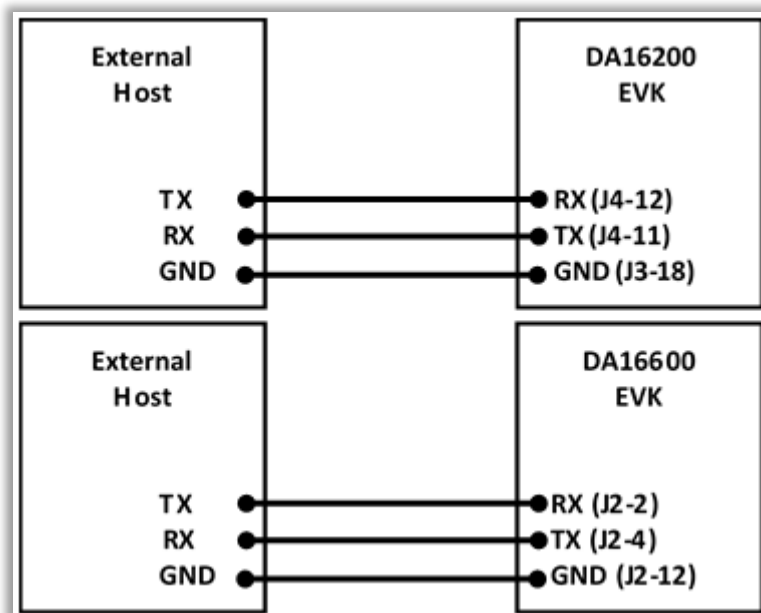 External
Host
DA16200
EVK
TX
RX (J4-12)
RX
TX (J4-11)
GND
GND (J3-18)
External
Host
DA16600
EVK
TX
RX (J2-2)
RX
TX (J2-4)
GND
GND (J2-12)